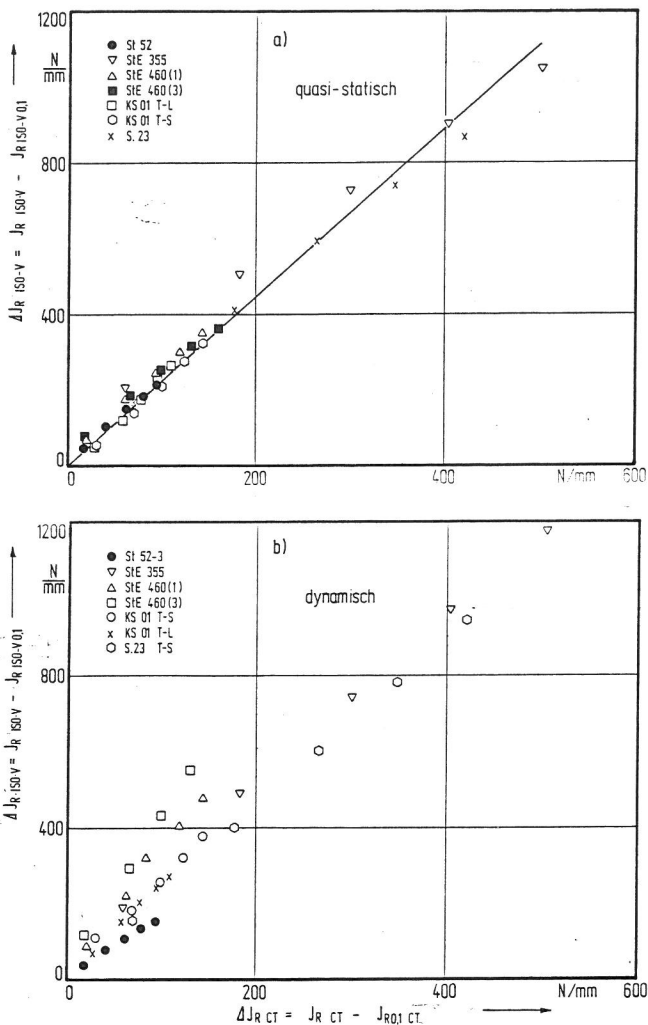 1200
N
mm
800
400
0
ΔJR ISO-V = JR ISO-V - JR ISO-V 0,1
a)
quasi-statisch
St 52
StE 355
StE 460(1)
StE 460(3)
KS 01 T-L
KS 01 T-S
S.23
0 200 400 N/mm 600
1200
N
mm
800
400
0
ΔJR ISO-V = JR ISO-V - JR ISO-V 0,1
b)
dynamisch
St 52-3
StE 355
StE 460(1)
StE 460(3)
KS 01 T-S
KS 01 T-L
S.23 T-S
0 200 400 N/mm 600
ΔJR CT = JR CT - JR0,1 CT